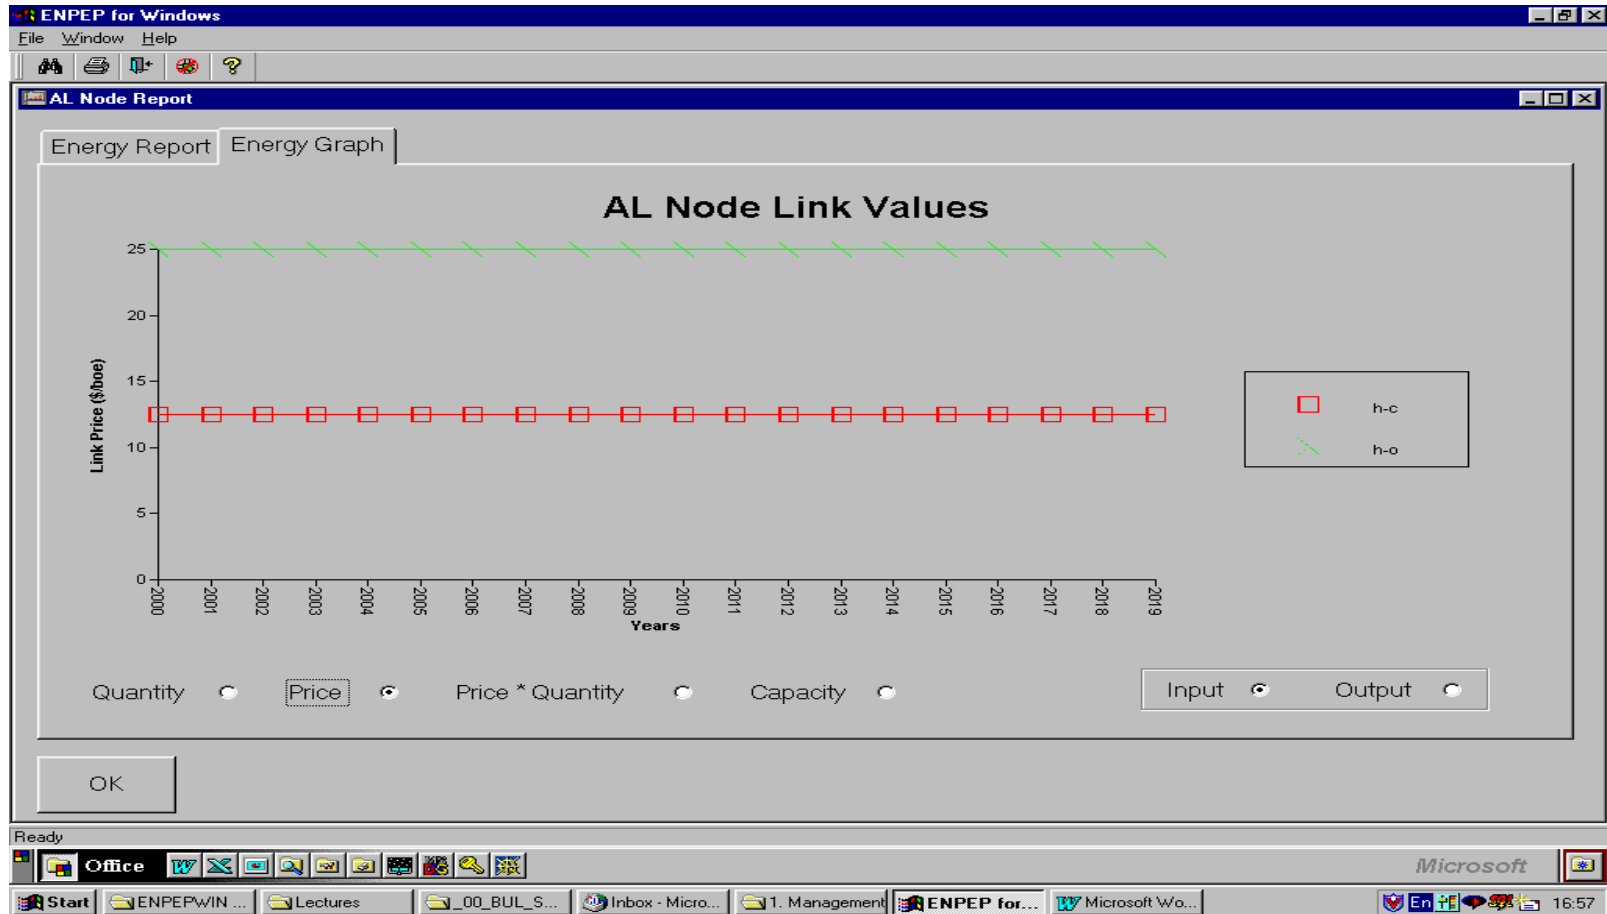 ENPEP for Windows
File Window Help
AL Node Report
Energy Report Energy Graph
AL Node Link Values
25
20
15
10
5
0
Link Price ($/boe)
2000 2001 2002 2003 2004 2005 2006 2007 2008 2009 2010 2011 2012 2013 2014 2015 2016 2017 2018 2019
Years
h-c
h-o
Quantity Price Price * Quantity Capacity Input Output
OK
Ready
Office Microsoft
Start ENPEPWIN ... Lectures _00_BUL_S... Inbox - Micro... 1. Management ENPEP for... Microsoft Wo... En 16:57